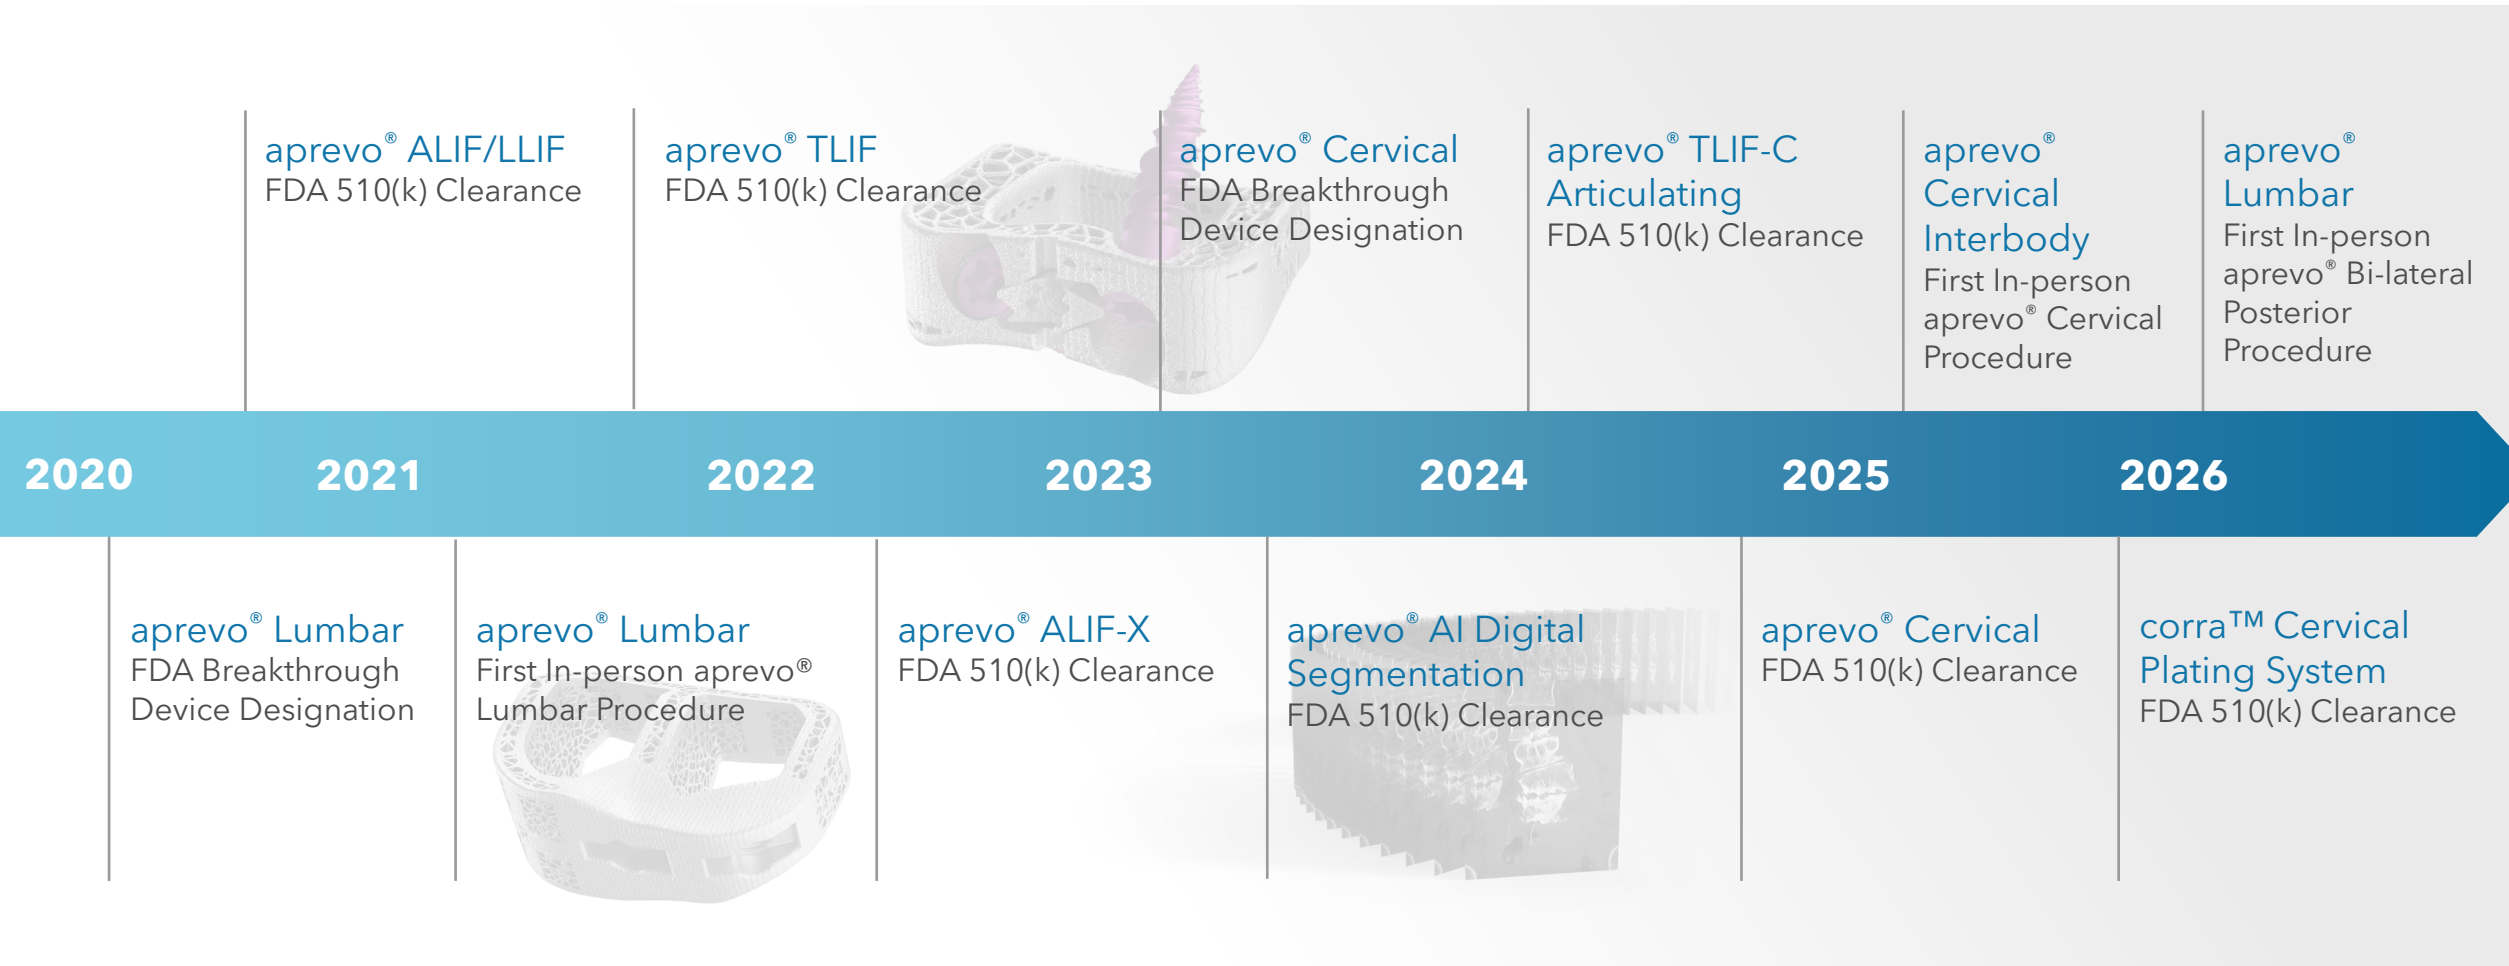 aprevo® ALIF/LLIF
FDA 510(k) Clearance
aprevo® TLIF
FDA 510(k) Clearance
aprevo® Cervical
FDA Breakthrough
Device Designation
aprevo® TLIF-C
Articulating
FDA 510(k) Clearance
aprevo®
Cervical
Interbody
First In-person
aprevo® Cervical
Procedure
aprevo®
Lumbar
First In-person
aprevo® Bi-lateral
Posterior
Procedure
2020
2021
2022
2023
2024
2025
2026
aprevo® Lumbar
FDA Breakthrough
Device Designation
aprevo® Lumbar
First In-person aprevo®
Lumbar Procedure
aprevo® ALIF-X
FDA 510(k) Clearance
aprevo® AI Digital
Segmentation
FDA 510(k) Clearance
aprevo® Cervical
FDA 510(k) Clearance
corra™ Cervical
Plating System
FDA 510(k) Clearance